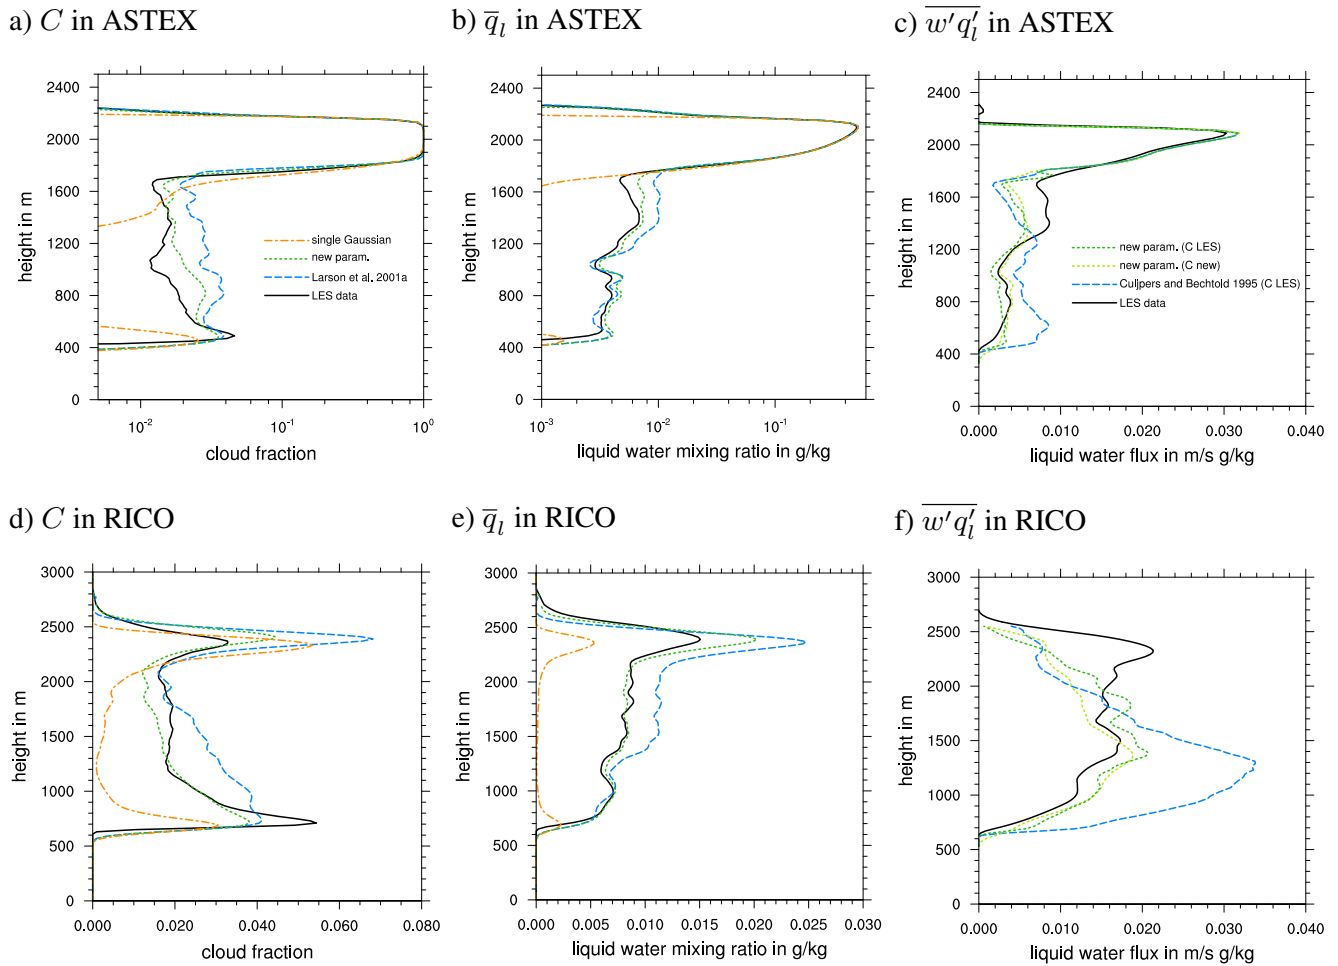 a) C in ASTEX
b) q̅_l in ASTEX
c) \overline{w'q_l'} in ASTEX
2400
2000
1600
1200
800
400
0
height in m
10^-2
10^-1
10^0
cloud fraction
single Gaussian
new param.
Larson et al. 2001a
LES data
2400
2000
1600
1200
800
400
0
height in m
10^-3
10^-2
10^-1
liquid water mixing ratio in g/kg
2400
2000
1600
1200
800
400
0
height in m
0.000
0.010
0.020
0.030
0.040
liquid water flux in m/s g/kg
new param. (C LES)
new param. (C new)
Cuijpers and Bechtold 1995 (C LES)
LES data
d) C in RICO
e) q̅_l in RICO
f) \overline{w'q_l'} in RICO
3000
2500
2000
1500
1000
500
0
height in m
0.000
0.020
0.040
0.060
0.080
cloud fraction
3000
2500
2000
1500
1000
500
0
height in m
0.000
0.005
0.010
0.015
0.020
0.025
0.030
liquid water mixing ratio in g/kg
3000
2500
2000
1500
1000
500
0
height in m
0.000
0.010
0.020
0.030
0.040
liquid water flux in m/s g/kg